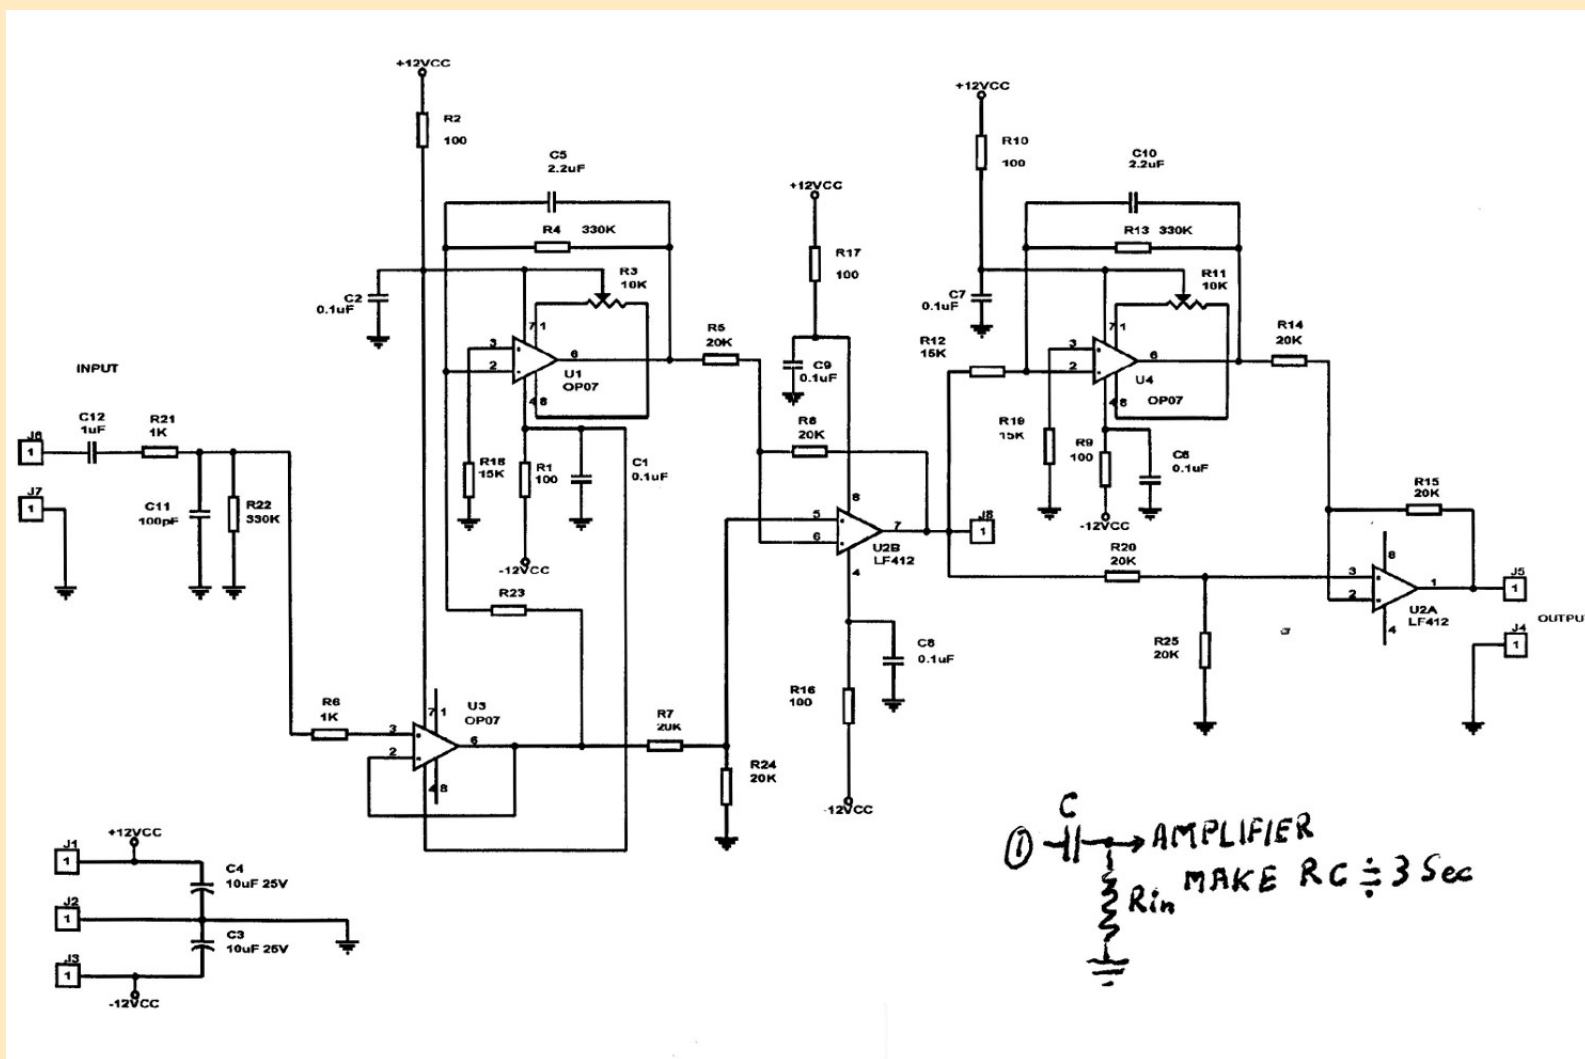 +12VCC
R2
100
C5
2.2uF
R4 330K
R3
10K
C2
0.1uF
7 1
3
2
6
U1
OP07
4 8
R18
15K
R1
100
C1
0.1uF
-12VCC
R23
INPUT
J6
1
C12
1uF
R21
1K
J7
1
C11
100pF
R22
330K
R6
1K
U3
OP07
7 1
3
2
6
4 8
R7
20K
R24
20K
R5
20K
+12VCC
R17
100
C9
0.1uF
R8
20K
8
5
6
7
U2B
LF412
4
J8
1
C8
0.1uF
R16
100
-12VCC
+12VCC
R10
100
C10
2.2uF
R13 330K
R11
10K
C7
0.1uF
R12
15K
7 1
3
2
6
U4
OP07
4 8
R19
15K
R9
100
C6
0.1uF
-12VCC
R14
20K
R20
20K
R25
20K
R15
20K
8
3
2
1
U2A
LF412
4
J5
1
J4
1
OUTPUT
J1
1
+12VCC
C4
10uF 25V
J2
1
C3
10uF 25V
J3
1
-12VCC
① C → AMPLIFIER
Rin MAKE RC ≑ 3 Sec